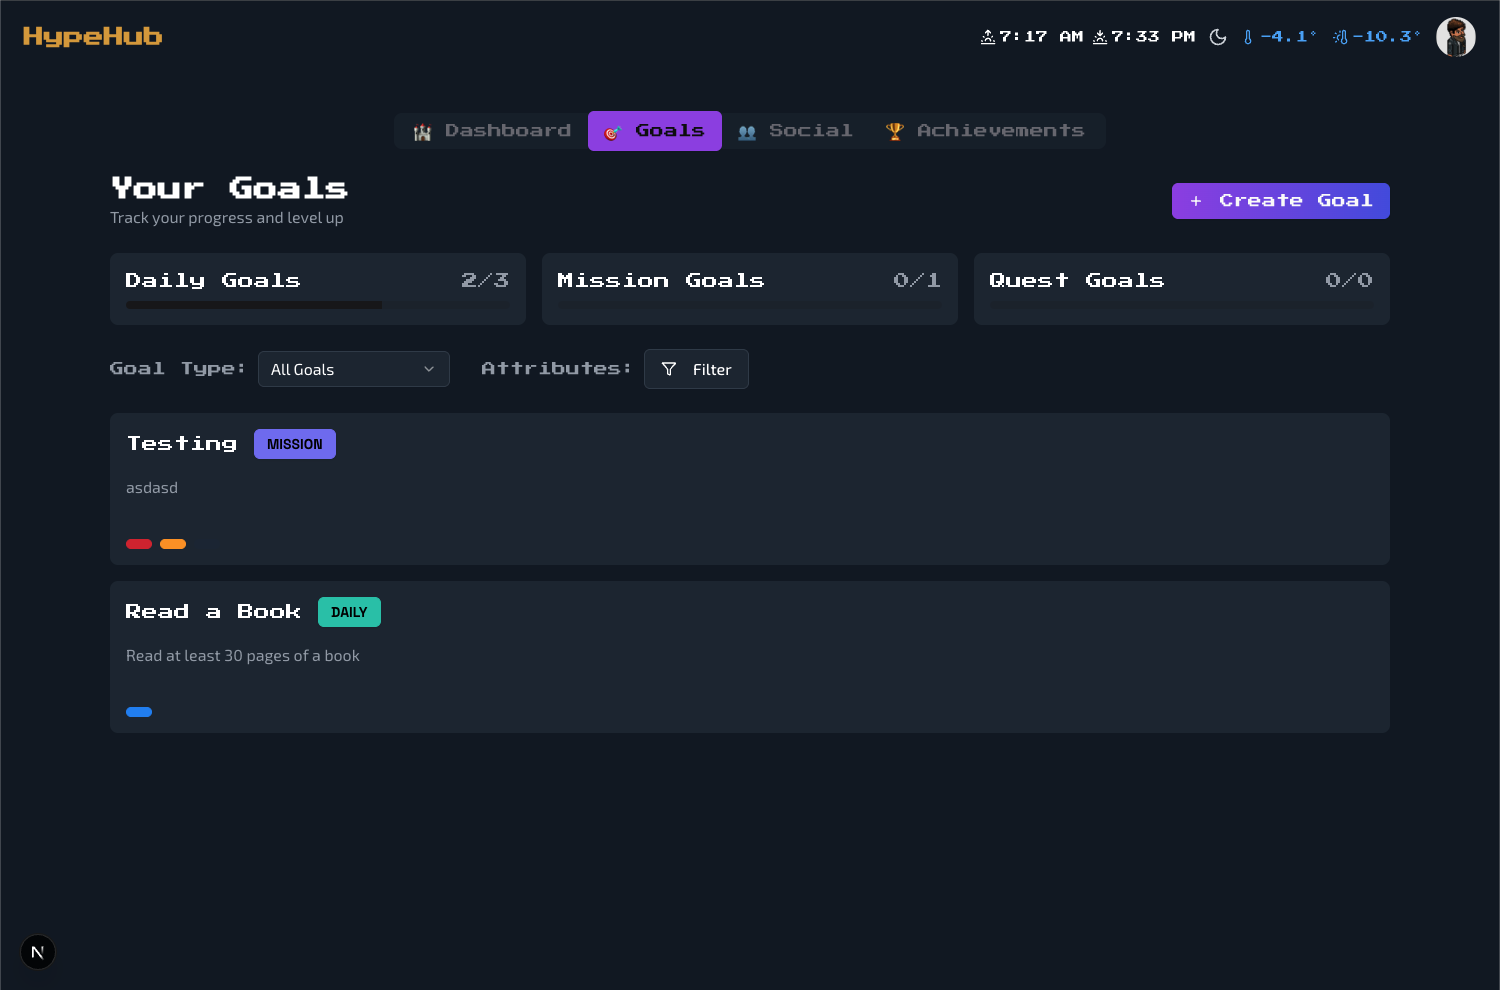 HypeHub
7:17 AM 7:33 PM -4.1° -10.3°
Dashboard Goals Social Achievements
Your Goals
Track your progress and level up
+ Create Goal
Daily Goals 2/3
Mission Goals 0/1
Quest Goals 0/0
Goal Type: All Goals Attributes: Filter
Testing MISSION
asdasd
Read a Book DAILY
Read at least 30 pages of a book
N